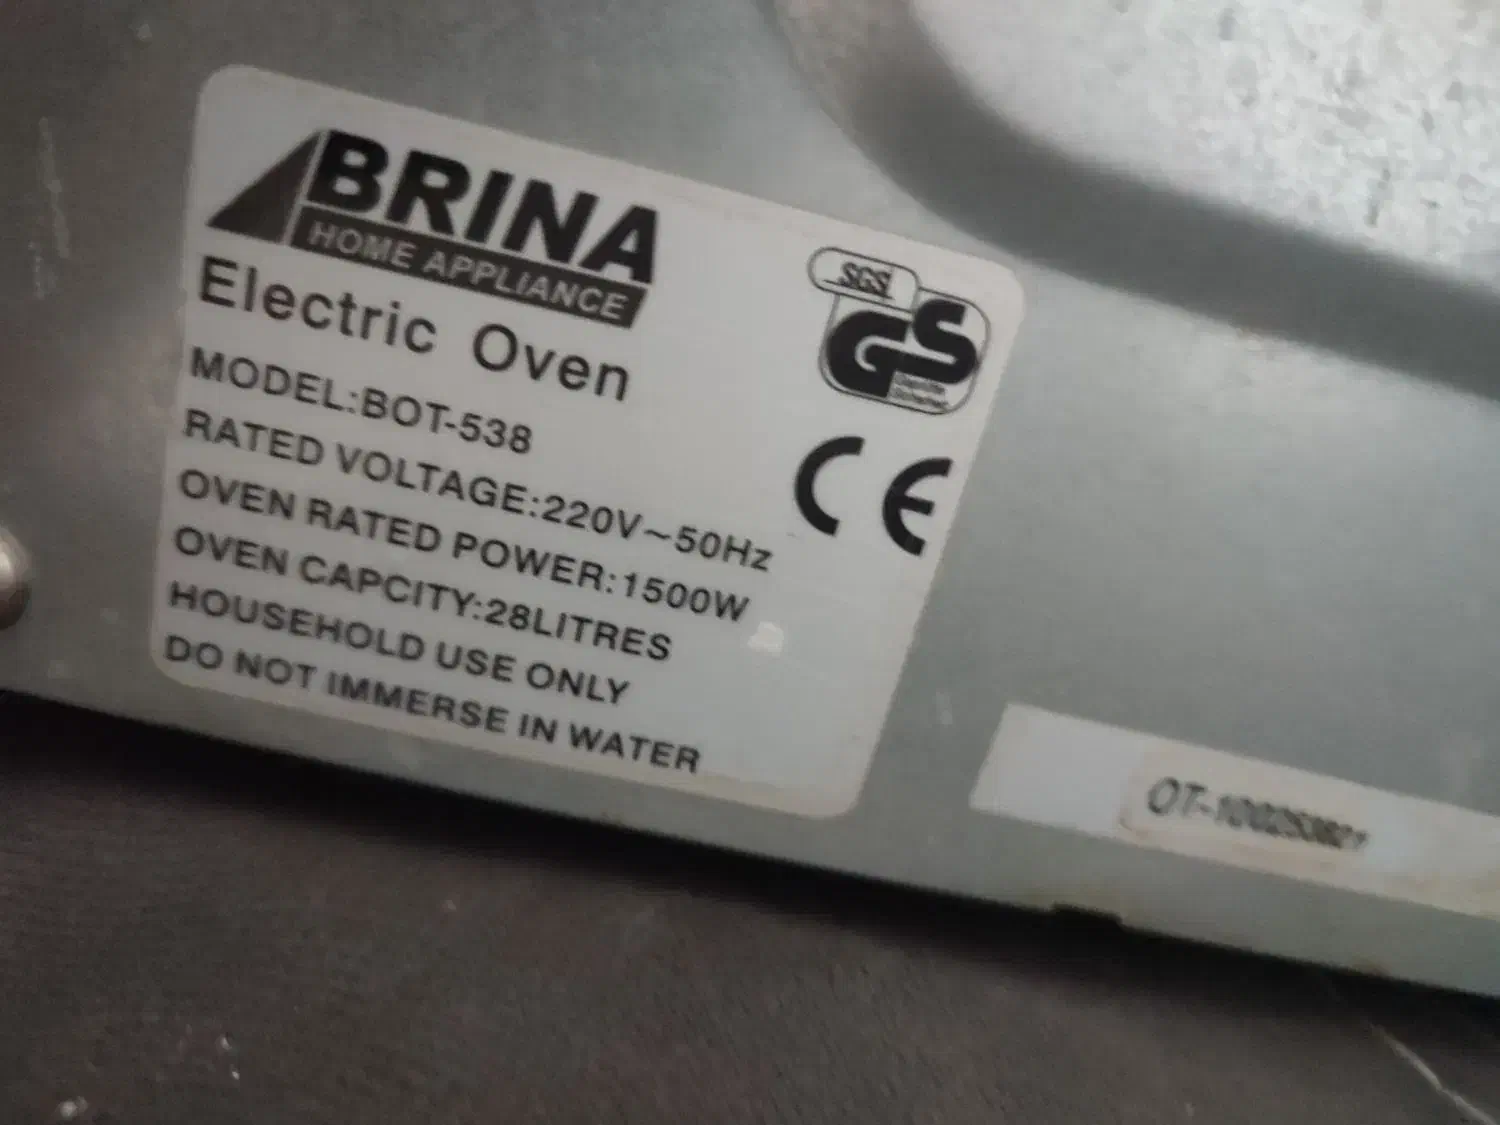 BRINA
HOME APPLIANCE
Electric Oven
MODEL:BOT-538
RATED VOLTAGE:220V~50Hz
OVEN RATED POWER:1500W
OVEN CAPCITY:28LITRES
HOUSEHOLD USE ONLY
DO NOT IMMERSE IN WATER
SGS
GS
CE